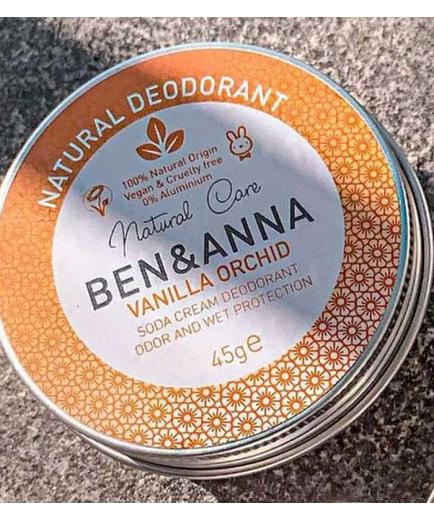 NATURAL DEODORANT
100% Natural Origin
Vegan & Cruelty free
0% Aluminium
Natural Care
BEN&ANNA
VANILLA ORCHID
SODA CREAM DEODORANT
ODOR AND WET PROTECTION
45g℮